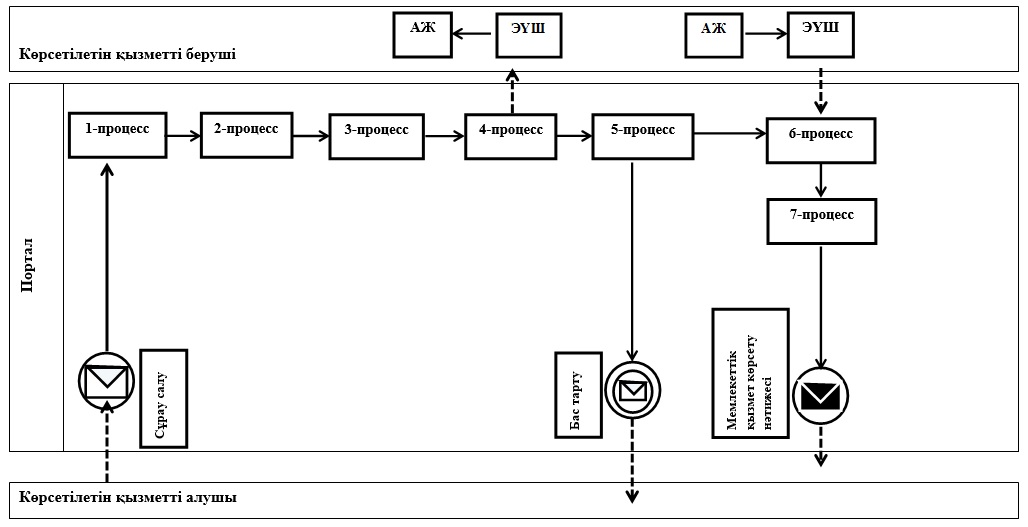 АЖ
ЭҮШ
АЖ
ЭҮШ
Көрсетілетін қызметті беруші
1-процесс
2-процесс
3-процесс
4-процесс
5-процесс
6-процесс
7-процесс
Портал
Сұрау салу
Бас тарту
Мемлекеттік
қызмет көрсету
нәтижесі
Көрсетілетін қызметті алушы